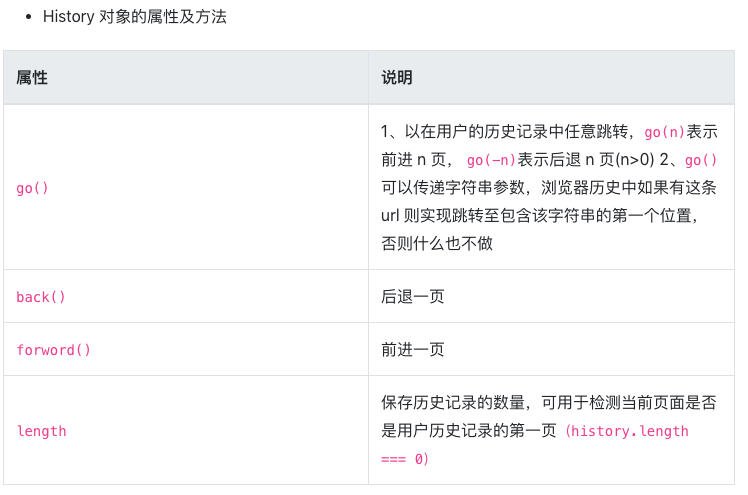 • History 对象的属性及方法
属性
说明
go()
1、以在用户的历史记录中任意跳转，go(n)表示
前进 n 页， go(-n)表示后退 n 页(n>0) 2、go()
可以传递字符串参数，浏览器历史中如果有这条
url 则实现跳转至包含该字符串的第一个位置，
否则什么也不做
back()
后退一页
forword()
前进一页
length
保存历史记录的数量，可用于检测当前页面是否
是用户历史记录的第一页（history.length
=== 0）